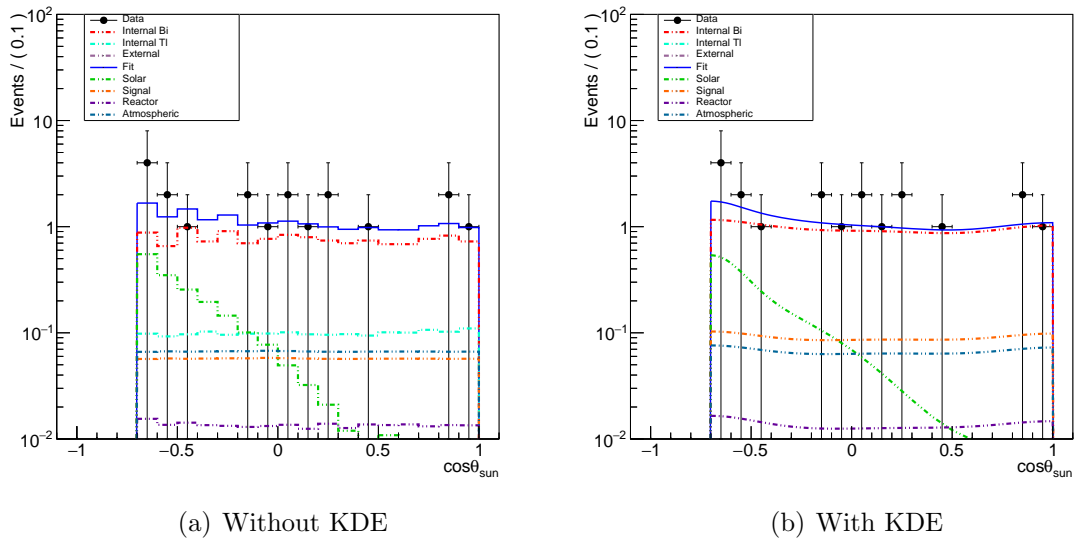 Events / ( 0.1 )
10²
10
1
10⁻¹
10⁻²
Data
Internal Bi
Internal Tl
External
Fit
Solar
Signal
Reactor
Atmospheric
−1 −0.5 0 0.5 1
cosθsun
(a) Without KDE
Events / ( 0.1 )
10²
10
1
10⁻¹
10⁻²
Data
Internal Bi
Internal Tl
External
Fit
Solar
Signal
Reactor
Atmospheric
−1 −0.5 0 0.5 1
cosθsun
(b) With KDE